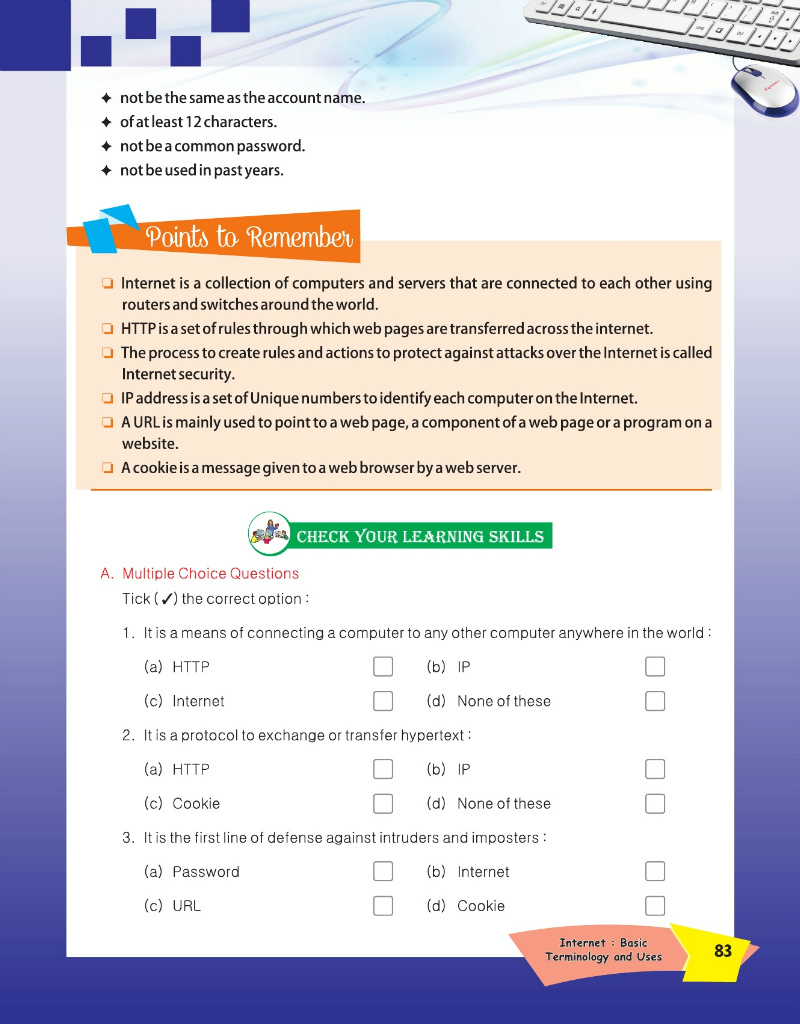 ✦ not be the same as the account name.
✦ of at least 12 characters.
✦ not be a common password.
✦ not be used in past years.
Points to Remember
❏ Internet is a collection of computers and servers that are connected to each other using
routers and switches around the world.
❏ HTTP is a set of rules through which web pages are transferred across the internet.
❏ The process to create rules and actions to protect against attacks over the Internet is called
Internet security.
❏ IP address is a set of Unique numbers to identify each computer on the Internet.
❏ A URL is mainly used to point to a web page, a component of a web page or a program on a
website.
❏ A cookie is a message given to a web browser by a web server.
CHECK YOUR LEARNING SKILLS
A. Multiple Choice Questions
Tick (✓) the correct option :
1. It is a means of connecting a computer to any other computer anywhere in the world :
(a) HTTP (b) IP
(c) Internet (d) None of these
2. It is a protocol to exchange or transfer hypertext :
(a) HTTP (b) IP
(c) Cookie (d) None of these
3. It is the first line of defense against intruders and imposters :
(a) Password (b) Internet
(c) URL (d) Cookie
Internet : Basic
Terminology and Uses
83